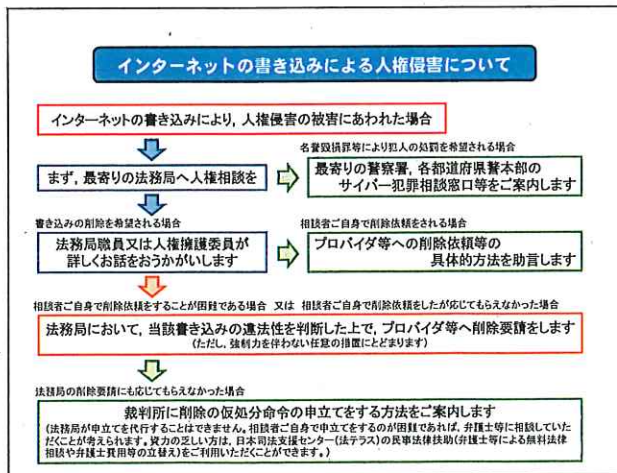 インターネットの書き込みによる人権侵害について
インターネットの書き込みにより，人権侵害の被害にあわれた場合
名誉毀損罪等により犯人の処罰を希望される場合
まず，最寄りの法務局へ人権相談を
最寄りの警察署，各都道府県警本部の
サイバー犯罪相談窓口等をご案内します
書き込みの削除を希望される場合
相談者ご自身で削除依頼をされる場合
法務局職員又は人権擁護委員が
詳しくお話をおうかがいします
プロバイダ等への削除依頼等の
具体的方法を助言します
相談者ご自身で削除依頼をすることが困難である場合 又は 相談者ご自身で削除依頼をしたが応じてもらえなかった場合
法務局において，当該書き込みの違法性を判断した上で，プロバイダ等へ削除要請をします
(ただし，強制力を伴わない任意の措置にとどまります)
法務局の削除要請にも応じてもらえなかった場合
裁判所に削除の仮処分命令の申立てをする方法をご案内します
(法務局が申立てを代行することはできません。相談者ご自身で申立てをするのが困難であれば，弁護士等に相談していた
だくことが考えられます。資力の乏しい方は，日本司法支援センター(法テラス)の民事法律扶助(弁護士等による無料法律
相談や弁護士費用等の立替え)をご利用いただくことができます。)